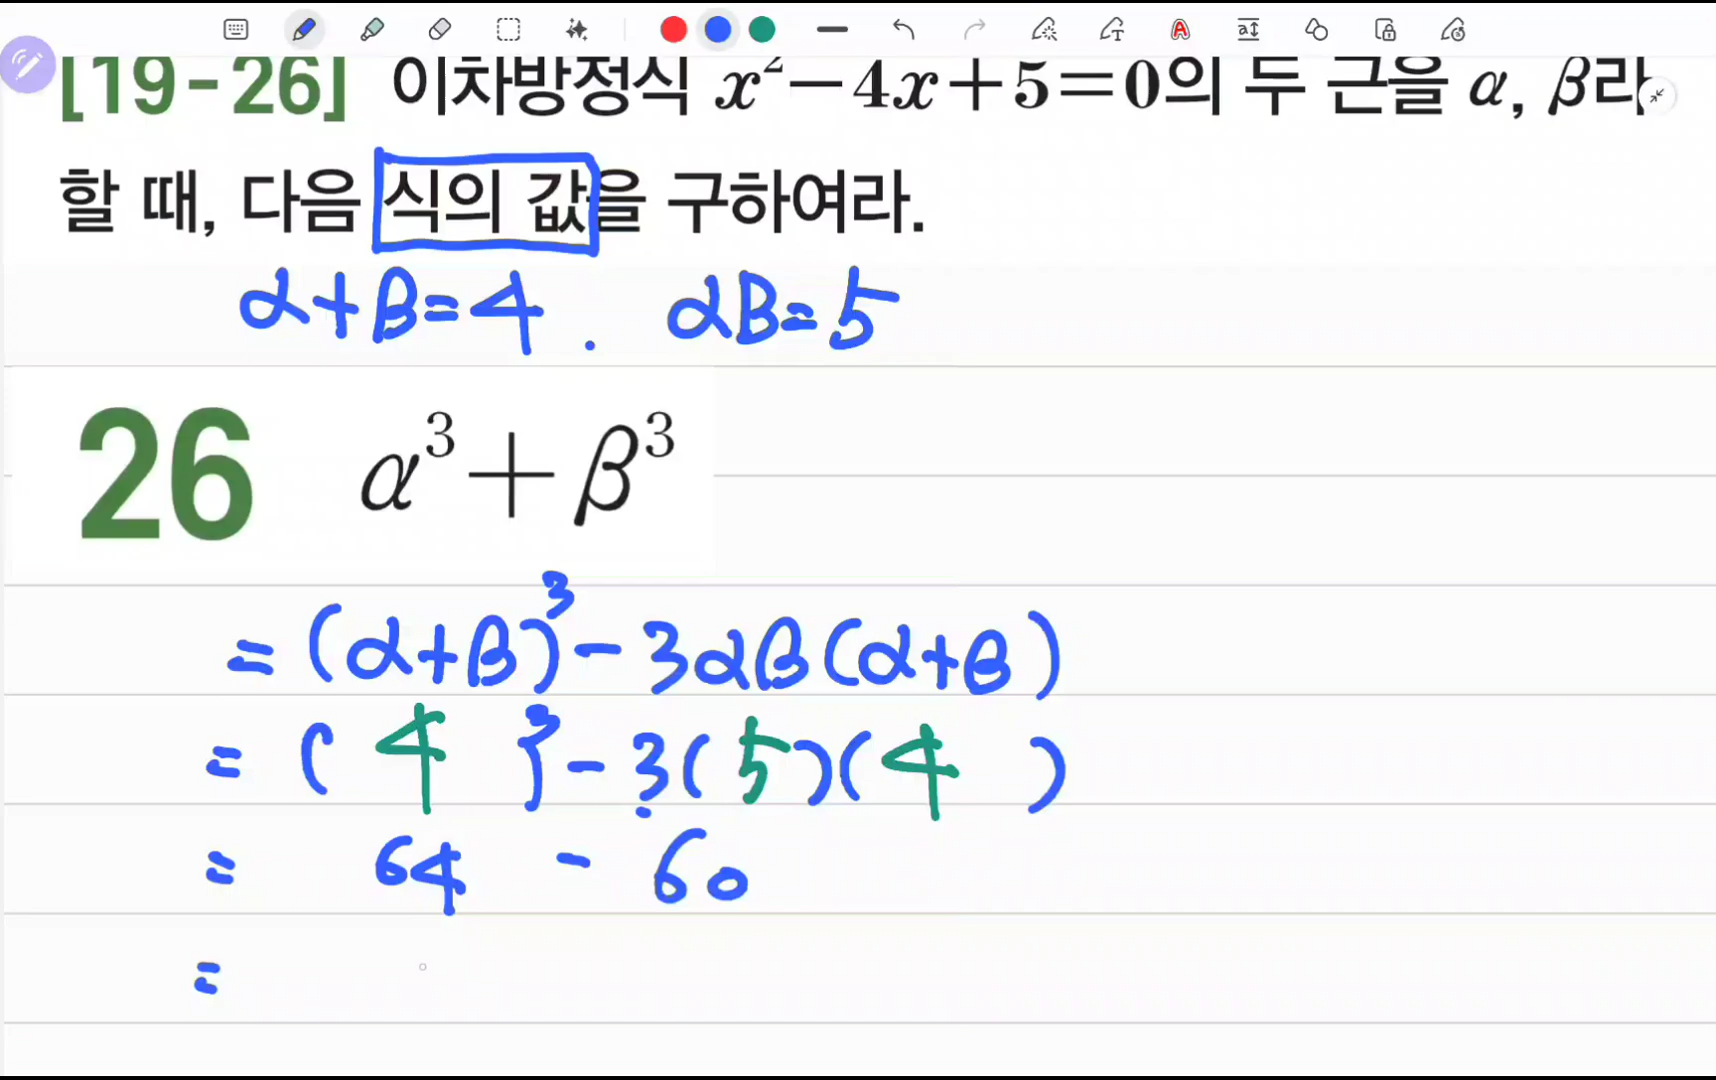 [19-26] 이차방정식 x²-4x+5=0의 두 근을 α, β라
할 때, 다음 식의 값을 구하여라.
α+β=4. αβ=5
26 α³+β³
=(α+β)³-3αβ(α+β)
=( 4 )³-3(5)(4 )
= 64 - 60
=